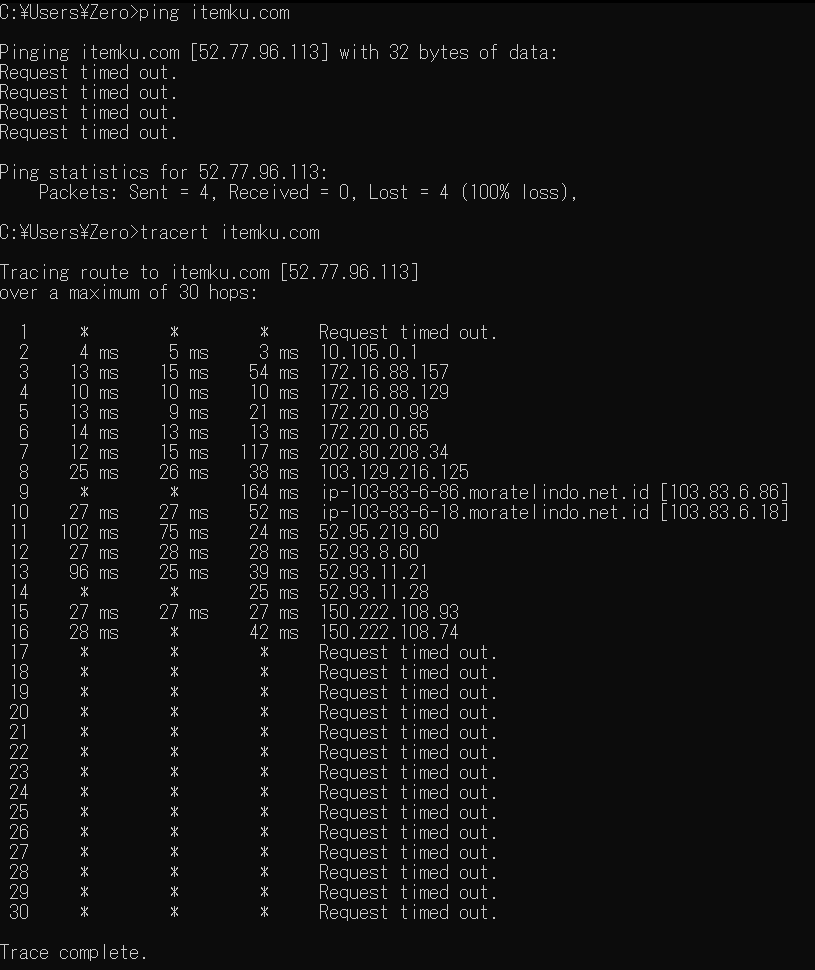 C:¥Users¥Zero>ping itemku.com
Pinging itemku.com [52.77.96.113] with 32 bytes of data:
Request timed out.
Request timed out.
Request timed out.
Request timed out.
Ping statistics for 52.77.96.113:
    Packets: Sent = 4, Received = 0, Lost = 4 (100% loss),
C:¥Users¥Zero>tracert itemku.com
Tracing route to itemku.com [52.77.96.113]
over a maximum of 30 hops:
  1     *        *        *     Request timed out.
  2     4 ms     5 ms     3 ms  10.105.0.1
  3    13 ms    15 ms    54 ms  172.16.88.157
  4    10 ms    10 ms    10 ms  172.16.88.129
  5    13 ms     9 ms    21 ms  172.20.0.98
  6    14 ms    13 ms    13 ms  172.20.0.65
  7    12 ms    15 ms   117 ms  202.80.208.34
  8    25 ms    26 ms    38 ms  103.129.216.125
  9     *        *      164 ms  ip-103-83-6-86.moratelindo.net.id [103.83.6.86]
 10    27 ms    27 ms    52 ms  ip-103-83-6-18.moratelindo.net.id [103.83.6.18]
 11   102 ms    75 ms    24 ms  52.95.219.60
 12    27 ms    28 ms    28 ms  52.93.8.60
 13    96 ms    25 ms    39 ms  52.93.11.21
 14     *        *       25 ms  52.93.11.28
 15    27 ms    27 ms    27 ms  150.222.108.93
 16    28 ms     *       42 ms  150.222.108.74
 17     *        *        *     Request timed out.
 18     *        *        *     Request timed out.
 19     *        *        *     Request timed out.
 20     *        *        *     Request timed out.
 21     *        *        *     Request timed out.
 22     *        *        *     Request timed out.
 23     *        *        *     Request timed out.
 24     *        *        *     Request timed out.
 25     *        *        *     Request timed out.
 26     *        *        *     Request timed out.
 27     *        *        *     Request timed out.
 28     *        *        *     Request timed out.
 29     *        *        *     Request timed out.
 30     *        *        *     Request timed out.
Trace complete.